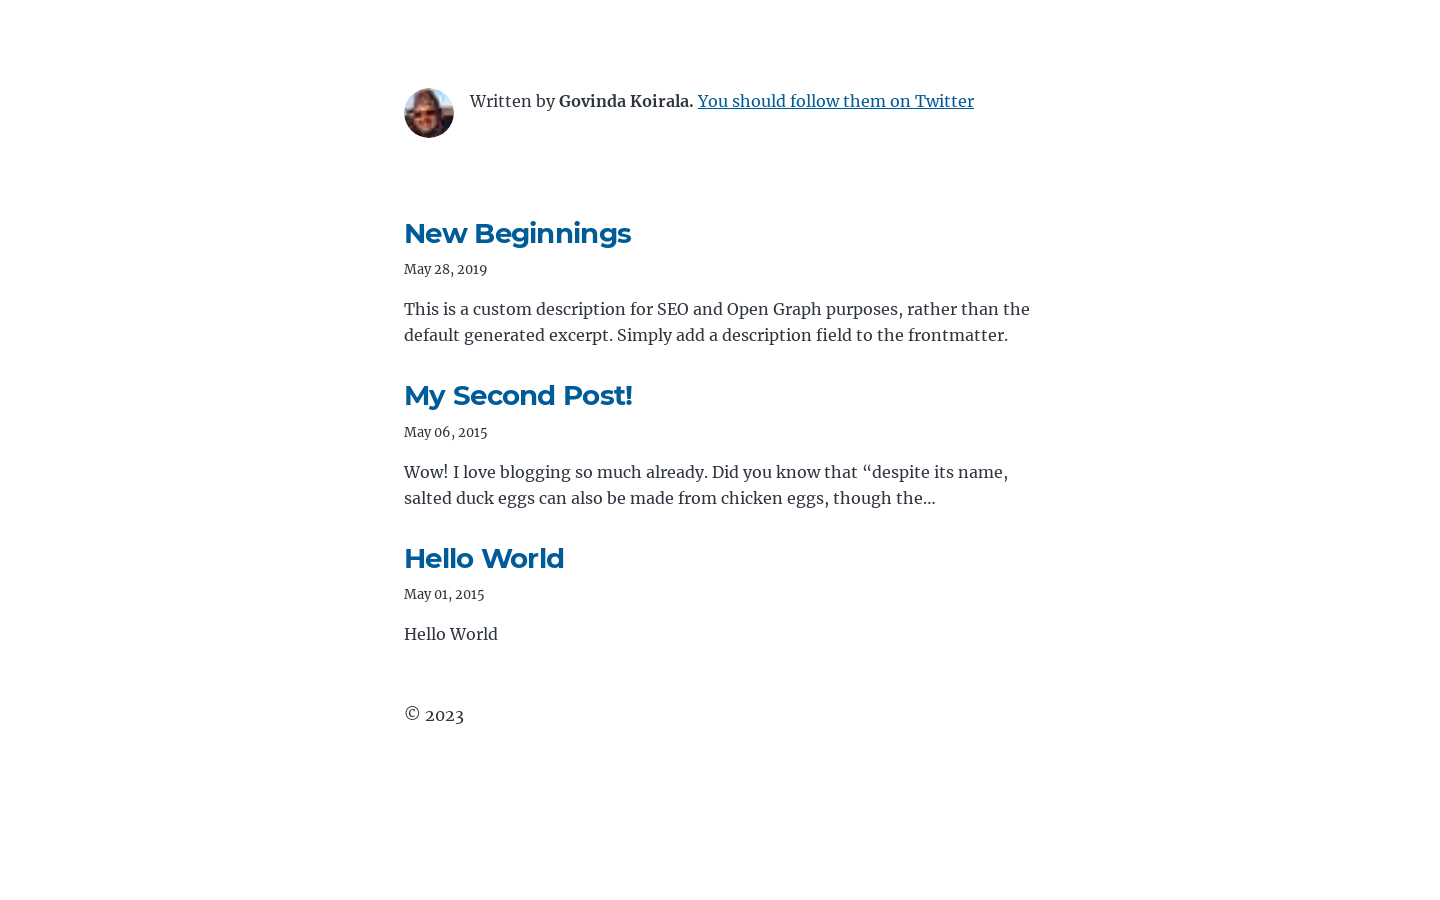 Written by Govinda Koirala. You should follow them on Twitter
New Beginnings
May 28, 2019
This is a custom description for SEO and Open Graph purposes, rather than the
default generated excerpt. Simply add a description field to the frontmatter.
My Second Post!
May 06, 2015
Wow! I love blogging so much already. Did you know that “despite its name,
salted duck eggs can also be made from chicken eggs, though the…
Hello World
May 01, 2015
Hello World
© 2023